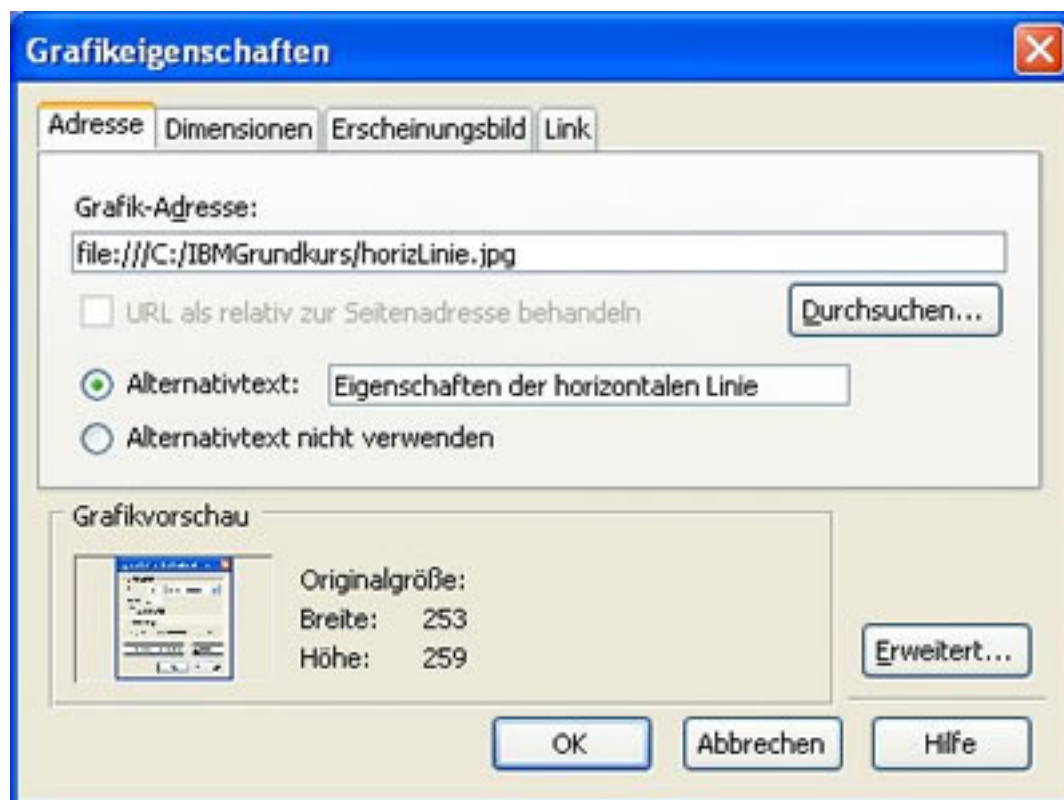 Grafikeigenschaften
Adresse Dimensionen Erscheinungsbild Link
Grafik-Adresse:
file:///C:/IBMGrundkurs/horizLinie.jpg
URL als relativ zur Seitenadresse behandeln
Durchsuchen...
Alternativtext: Eigenschaften der horizontalen Linie
Alternativtext nicht verwenden
Grafikvorschau
Originalgröße:
Breite: 253
Höhe: 259
Erweitert...
OK Abbrechen Hilfe